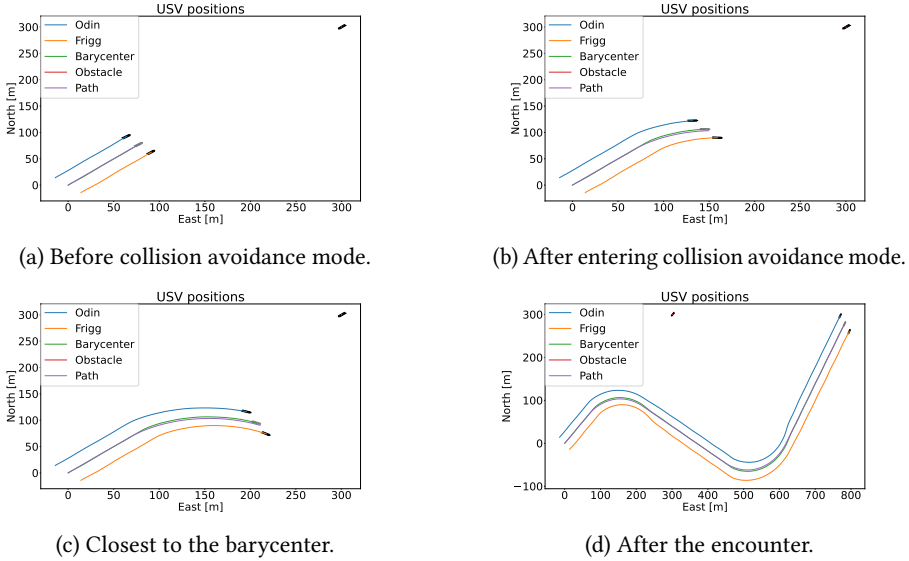 USV positions
Odin
Frigg
Barycenter
Obstacle
Path
300
250
200
150
100
50
0
North [m]
0 50 100 150 200 250 300
East [m]
(a) Before collision avoidance mode.
USV positions
Odin
Frigg
Barycenter
Obstacle
Path
300
250
200
150
100
50
0
North [m]
0 50 100 150 200 250 300
East [m]
(b) After entering collision avoidance mode.
USV positions
Odin
Frigg
Barycenter
Obstacle
Path
300
250
200
150
100
50
0
North [m]
0 50 100 150 200 250 300
East [m]
(c) Closest to the barycenter.
USV positions
Odin
Frigg
Barycenter
Obstacle
Path
300
200
100
0
−100
North [m]
0 100 200 300 400 500 600 700 800
East [m]
(d) After the encounter.